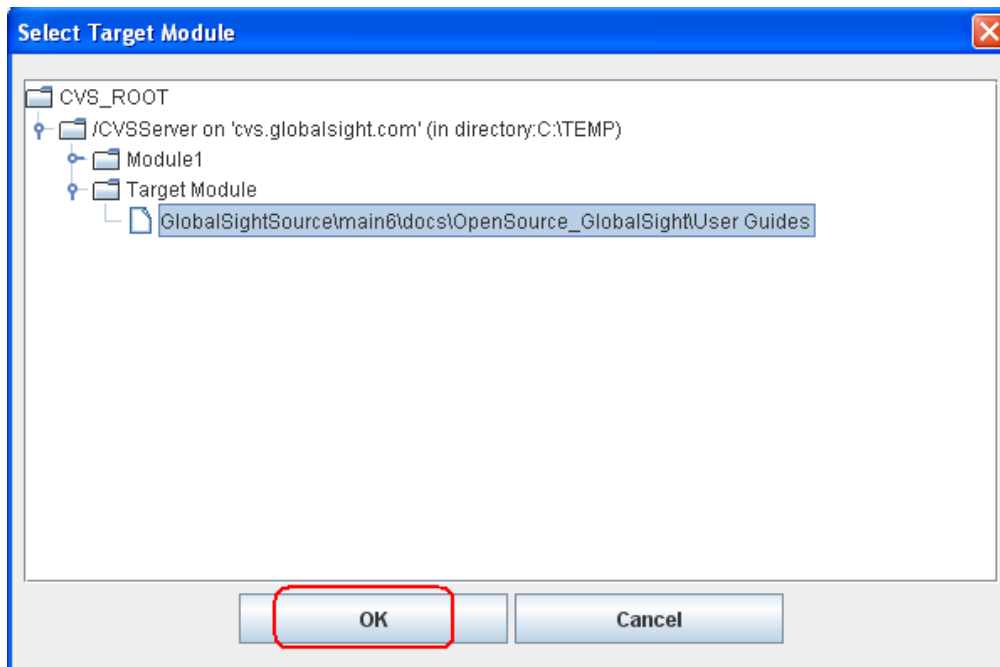 Select Target Module
CVS_ROOT
/CVSServer on 'cvs.globalsight.com' (in directory:C:\TEMP)
Module1
Target Module
GlobalSightSource\main6\docs\OpenSource_GlobalSight\User Guides
OK
Cancel